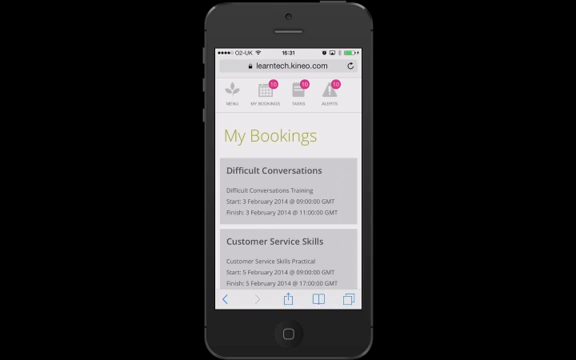 O2-UK 16:31
learntech.kineo.com
10 10 10
MENU MY BOOKINGS TASKS ALERTS
My Bookings
Difficult Conversations
Difficult Conversations Training
Start: 3 February 2014 @ 09:00:00 GMT
Finish: 3 February 2014 @ 11:00:00 GMT
Customer Service Skills
Customer Service Skills Practical
Start: 5 February 2014 @ 09:00:00 GMT
Finish: 5 February 2014 @ 17:00:00 GMT